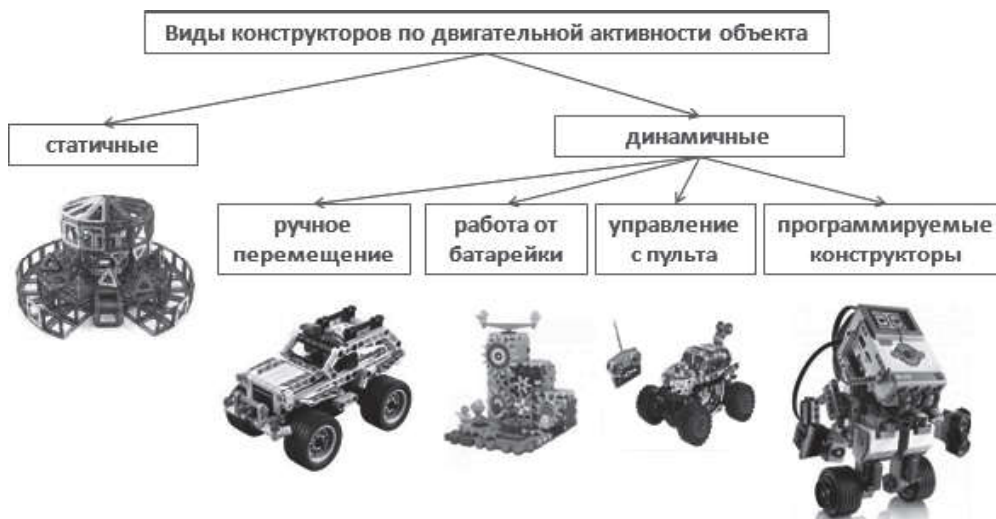 Виды конструкторов по двигательной активности объекта
статичные
динамичные
ручное
перемещение
работа от
батарейки
управление
с пульта
программируемые
конструкторы